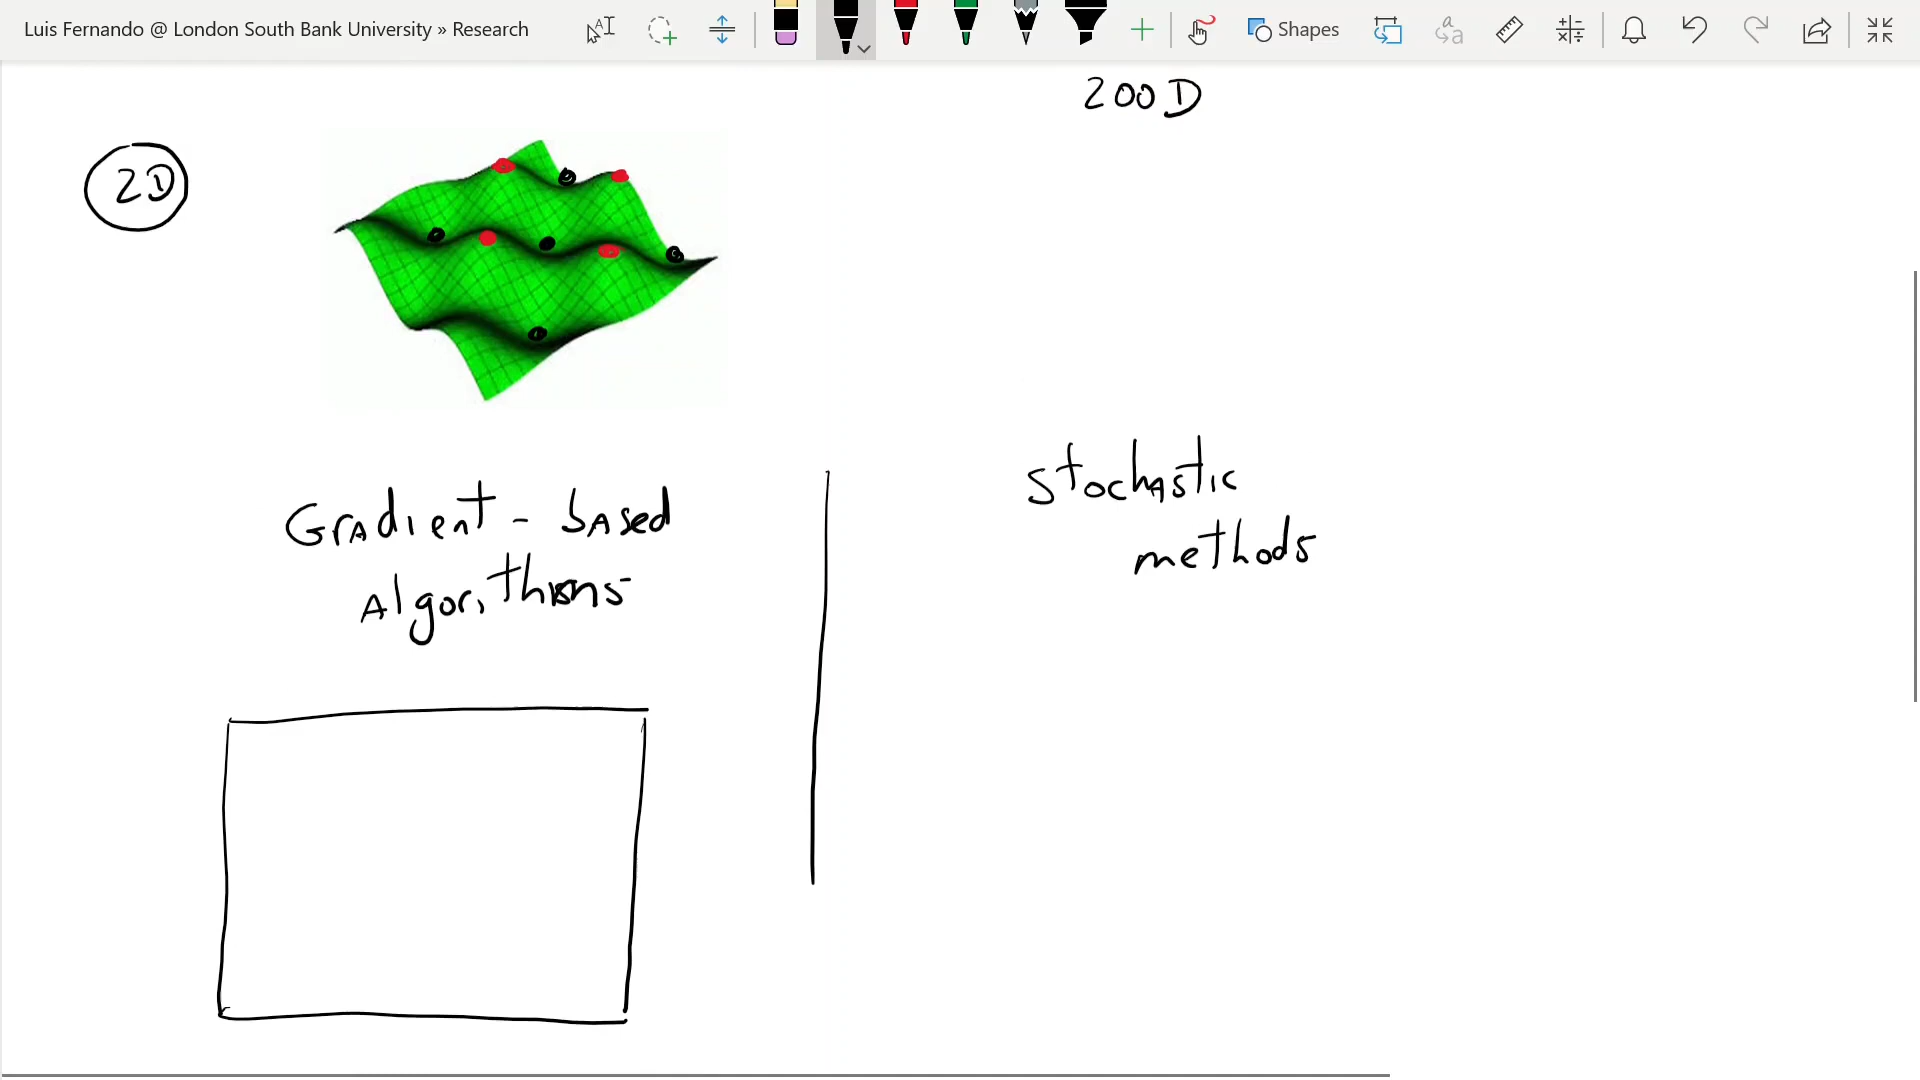 Luis Fernando @ London South Bank University » Research
Shapes
200D
2D
Gradient-based
Algorithms
Stochastic
methods